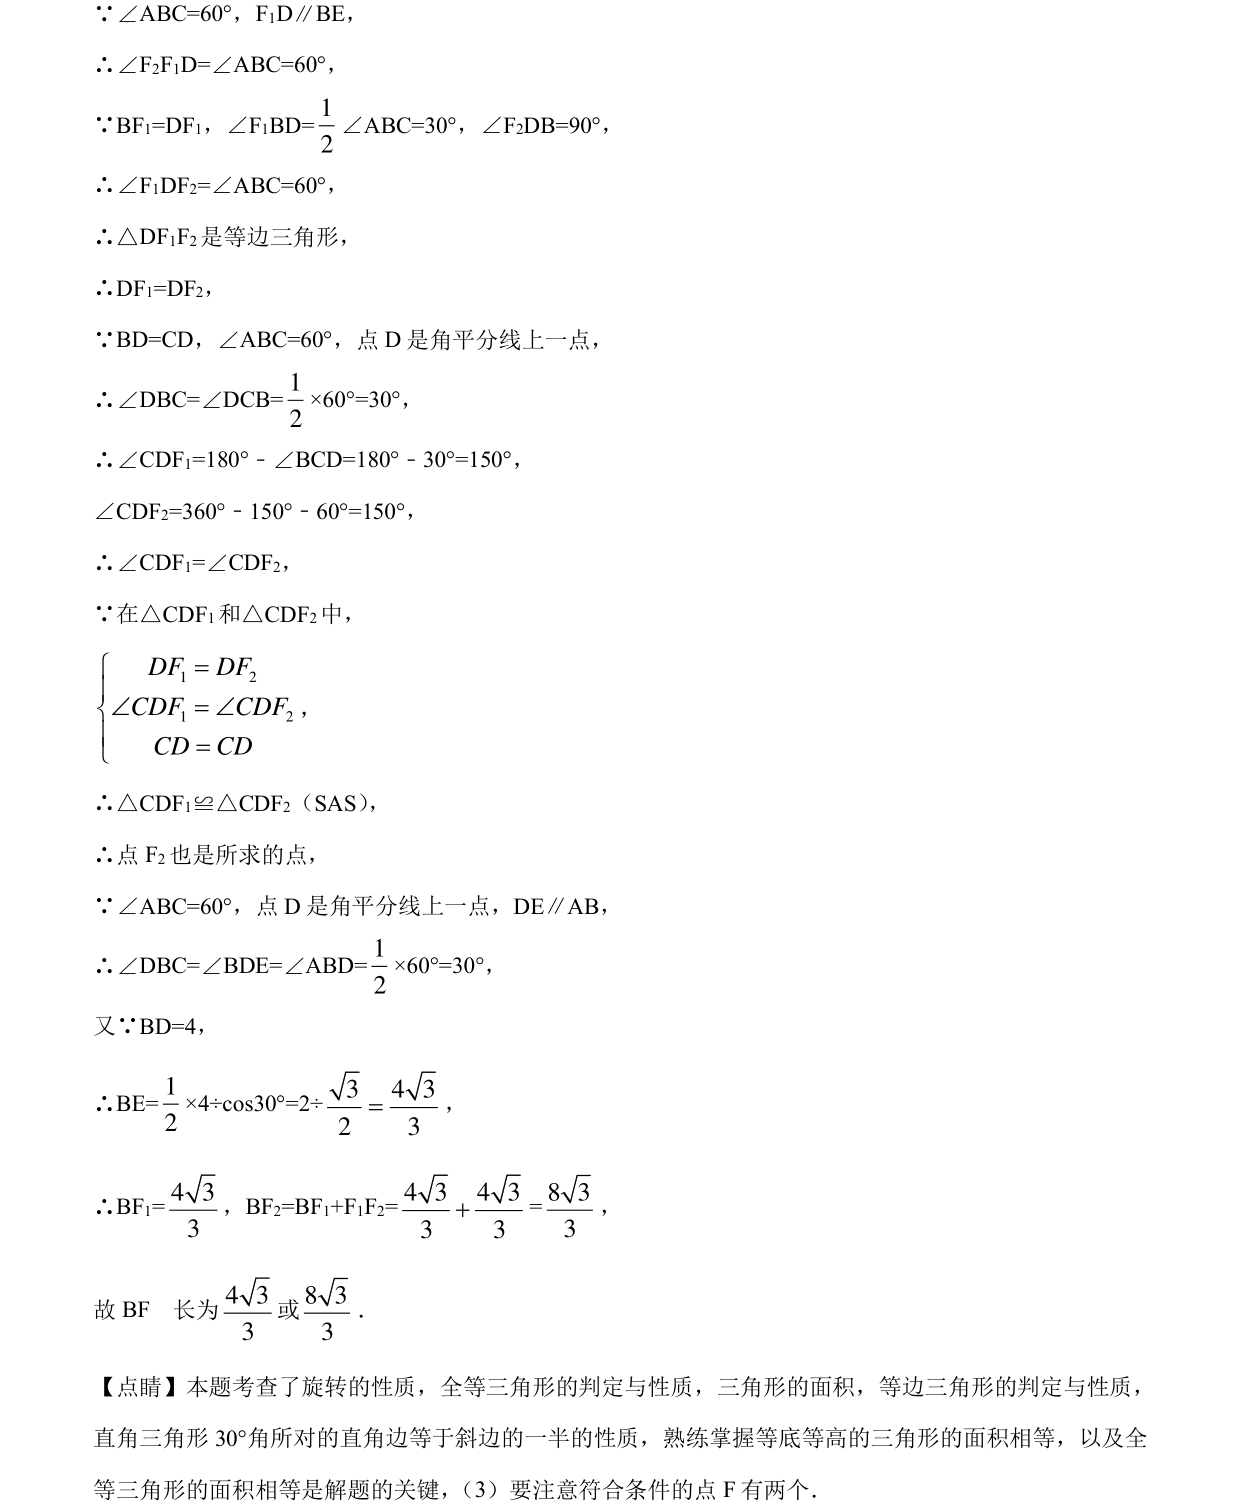 ∵∠ABC=60°，F₁D∥BE，
∴∠F₂F₁D=∠ABC=60°，
∵BF₁=DF₁，∠F₁BD=1/2∠ABC=30°，∠F₂DB=90°，
∴∠F₁DF₂=∠ABC=60°，
∴△DF₁F₂是等边三角形，
∴DF₁=DF₂，
∵BD=CD，∠ABC=60°，点 D 是角平分线上一点，
∴∠DBC=∠DCB=1/2×60°=30°，
∴∠CDF₁=180°﹣∠BCD=180°﹣30°=150°，
∠CDF₂=360°﹣150°﹣60°=150°，
∴∠CDF₁=∠CDF₂，
∵在△CDF₁和△CDF₂中，
{DF₁=DF₂
∠CDF₁=∠CDF₂，
CD=CD
∴△CDF₁≌△CDF₂（SAS），
∴点 F₂也是所求的点，
∵∠ABC=60°，点 D 是角平分线上一点，DE∥AB，
∴∠DBC=∠BDE=∠ABD=1/2×60°=30°，
又∵BD=4，
∴BE=1/2×4÷cos30°=2÷√3/2=4√3/3，
∴BF₁=4√3/3，BF₂=BF₁+F₁F₂=4√3/3+4√3/3=8√3/3，
故 BF 长为4√3/3或8√3/3．
【点睛】本题考查了旋转的性质，全等三角形的判定与性质，三角形的面积，等边三角形的判定与性质，
直角三角形 30°角所对的直角边等于斜边的一半的性质，熟练掌握等底等高的三角形的面积相等，以及全
等三角形的面积相等是解题的关键，（3）要注意符合条件的点 F 有两个．